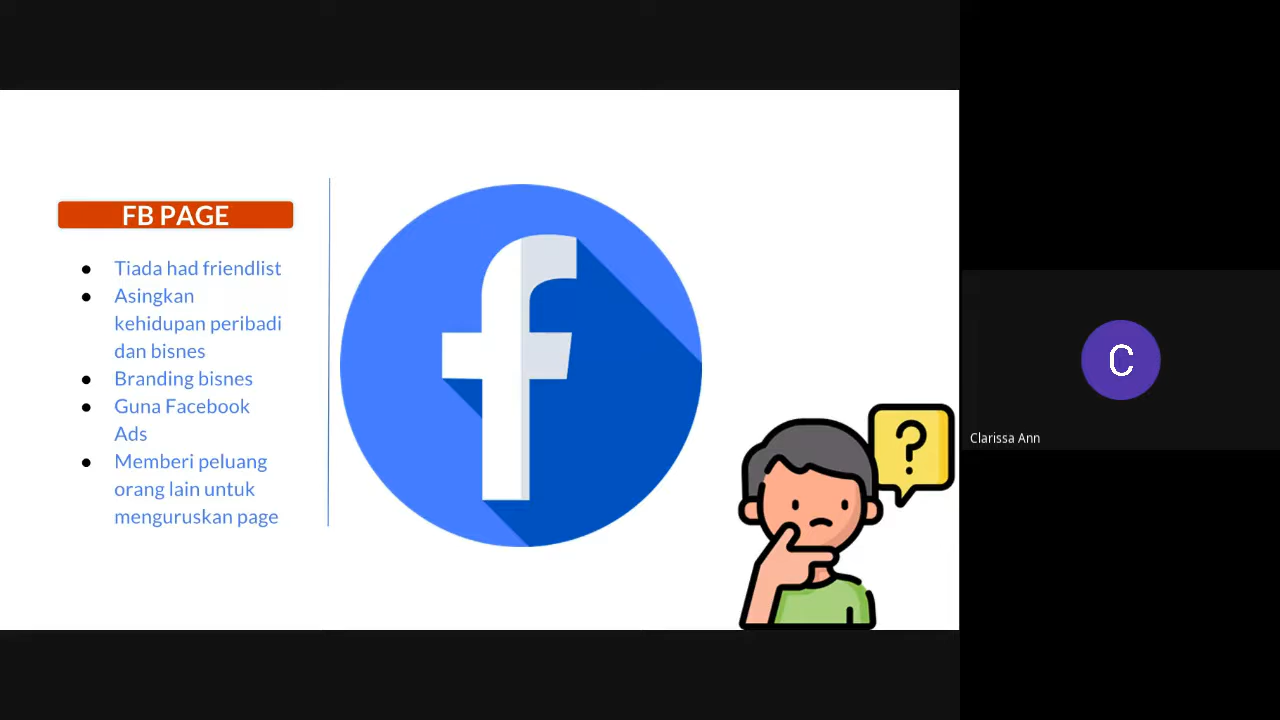 FB PAGE
● Tiada had friendlist
● Asingkan
kehidupan peribadi
dan bisnes
● Branding bisnes
● Guna Facebook
Ads
● Memberi peluang
orang lain untuk
menguruskan page
f
?
C
Clarissa Ann